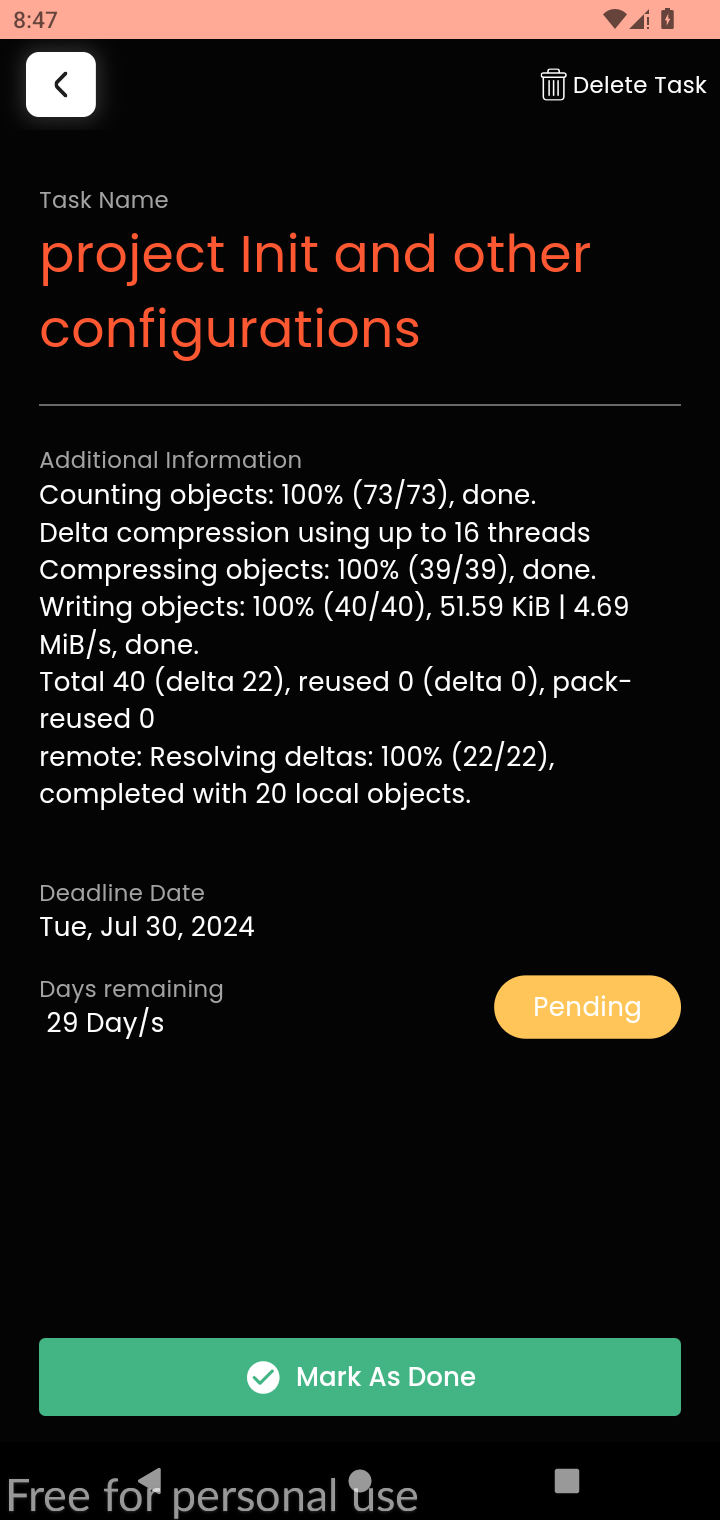 8:47
Delete Task
Task Name
project Init and other
configurations
Additional Information
Counting objects: 100% (73/73), done.
Delta compression using up to 16 threads
Compressing objects: 100% (39/39), done.
Writing objects: 100% (40/40), 51.59 KiB | 4.69
MiB/s, done.
Total 40 (delta 22), reused 0 (delta 0), pack-
reused 0
remote: Resolving deltas: 100% (22/22),
completed with 20 local objects.
Deadline Date
Tue, Jul 30, 2024
Days remaining
29 Day/s
Pending
Mark As Done
Free for personal use